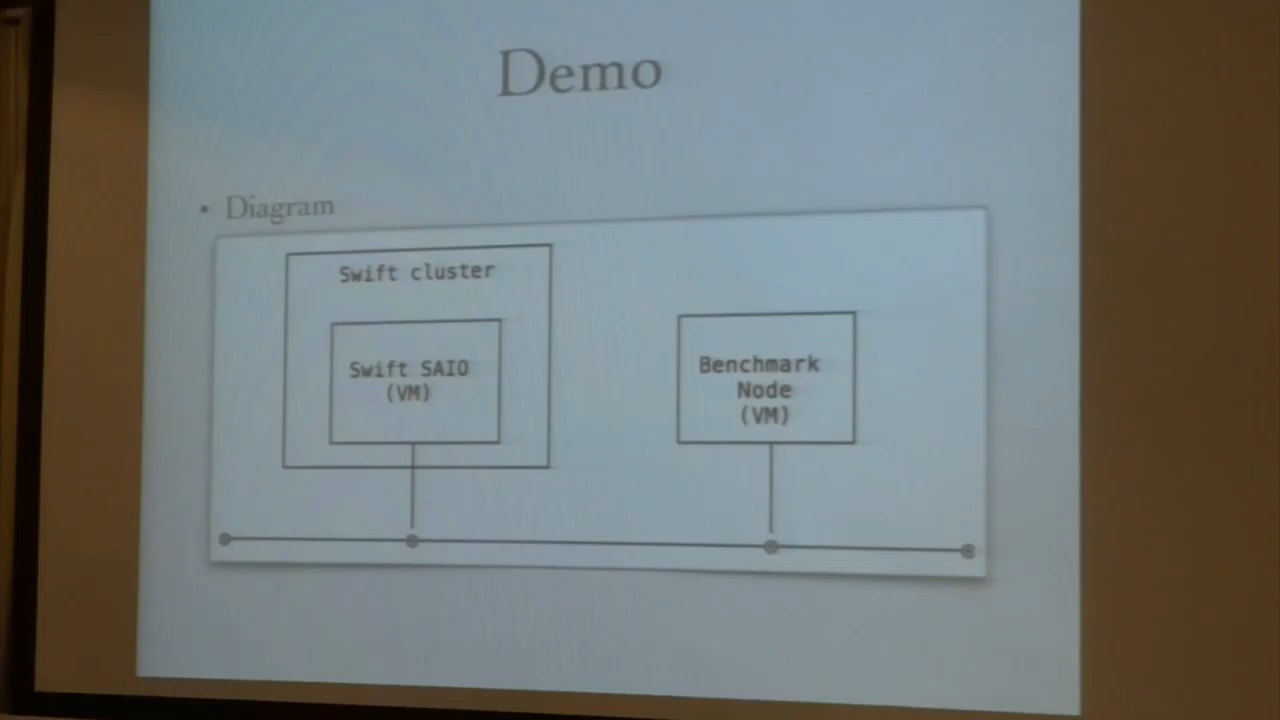 Demo
• Diagram
Swift cluster
Swift SAIO
(VM)
Benchmark
Node
(VM)